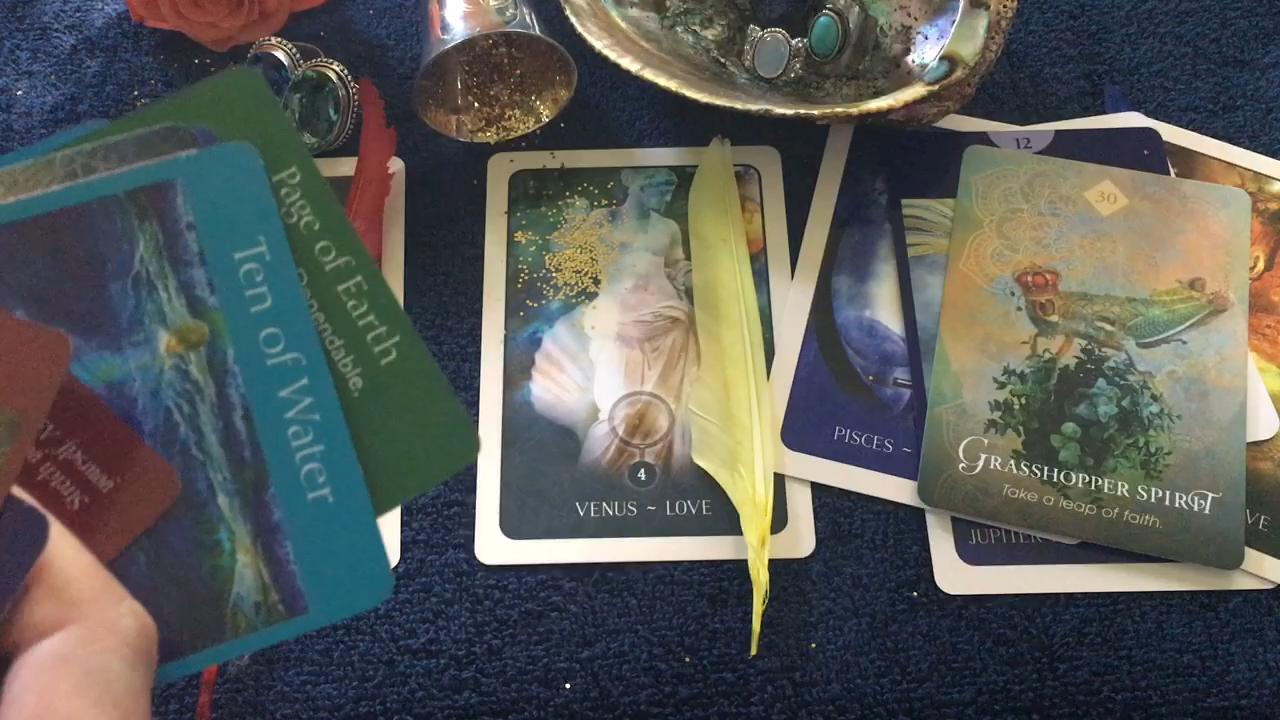 Page of Earth
Dependable.
Ten of Water
4
VENUS ~ LOVE
12
PISCES ~
30
GRASSHOPPER SPIRIT
Take a leap of faith.
JUPITER
VE